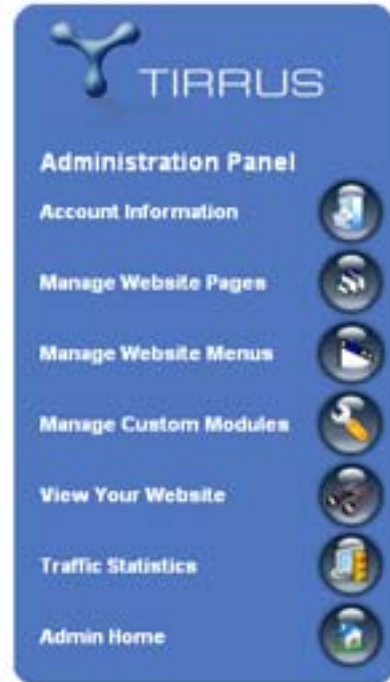 TIRRUS
Administration Panel
Account Information
Manage Website Pages
Manage Website Menus
Manage Custom Modules
View Your Website
Traffic Statistics
Admin Home